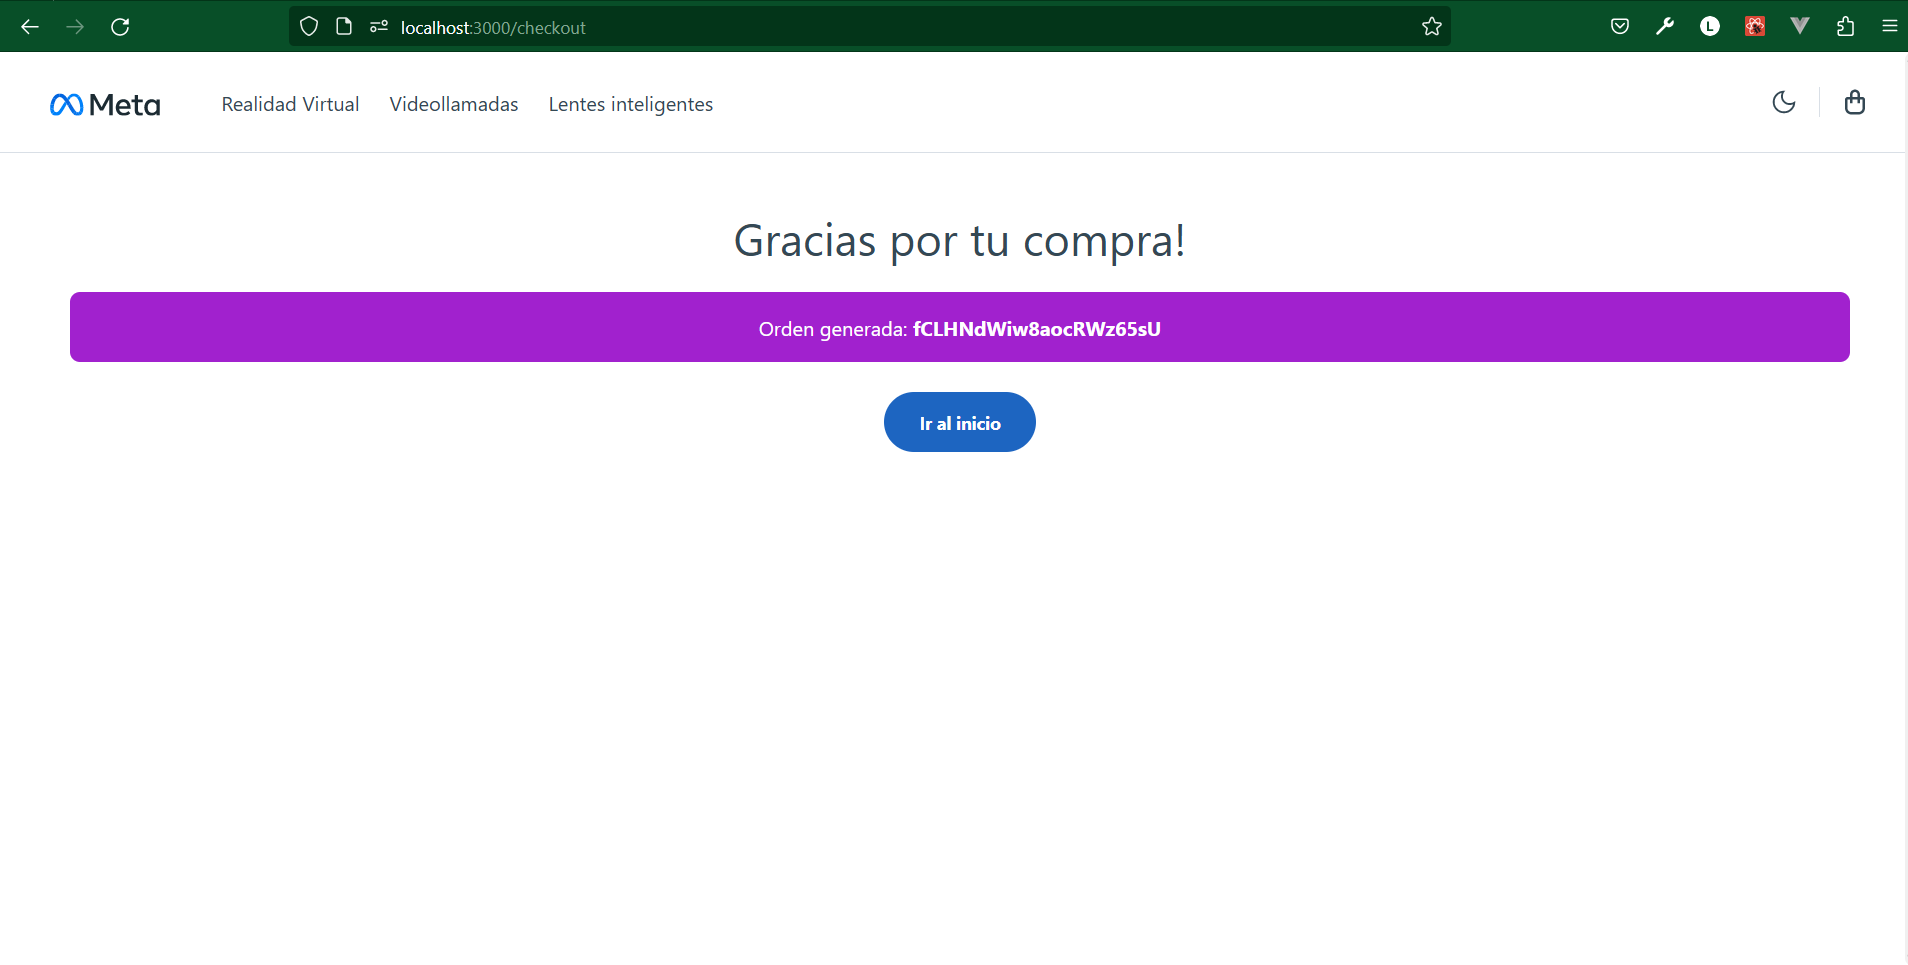 localhost:3000/checkout
L
Meta
Realidad Virtual
Videollamadas
Lentes inteligentes
Gracias por tu compra!
Orden generada: fCLHNdWiw8aocRWz65sU
Ir al inicio